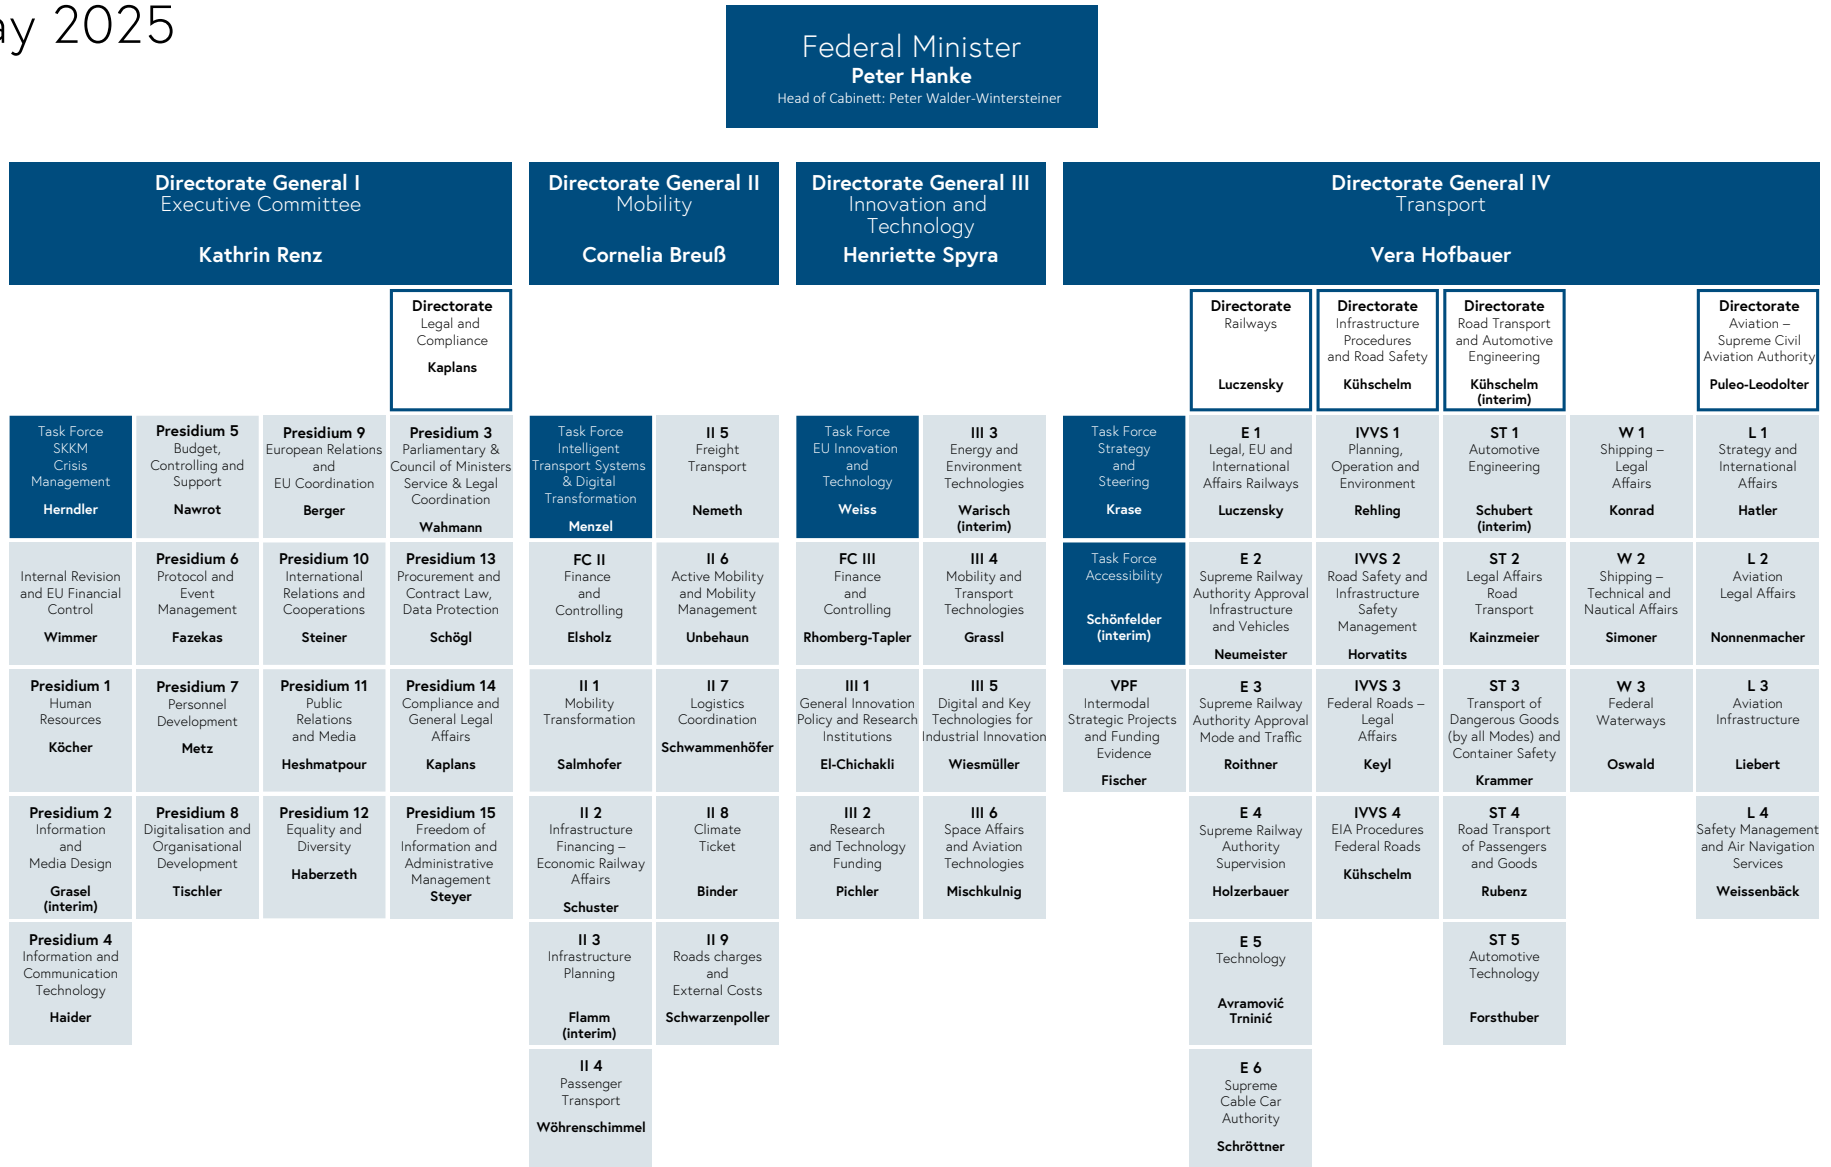 ay 2025
Federal Minister
Peter Hanke
Head of Cabinett: Peter Walder-Wintersteiner
Directorate General I
Executive Committee
Kathrin Renz
Directorate General II
Mobility
Cornelia Breuß
Directorate General III
Innovation and
Technology
Henriette Spyra
Directorate General IV
Transport
Vera Hofbauer
Directorate
Legal and
Compliance
Kaplans
Directorate
Railways
Luczensky
Directorate
Infrastructure
Procedures
and Road Safety
Kühschelm
Directorate
Road Transport
and Automotive
Engineering
Kühschelm
(interim)
Directorate
Aviation –
Supreme Civil
Aviation Authority
Puleo-Leodolter
Task Force
SKKM
Crisis
Management
Herndler
Presidium 5
Budget,
Controlling and
Support
Nawrot
Presidium 9
European Relations
and
EU Coordination
Berger
Presidium 3
Parliamentary &
Council of Ministers
Service & Legal
Coordination
Wahmann
Task Force
Intelligent
Transport Systems
& Digital
Transformation
Menzel
II 5
Freight
Transport
Nemeth
Task Force
EU Innovation
and
Technology
Weiss
III 3
Energy and
Environment
Technologies
Warisch
(interim)
Task Force
Strategy
and
Steering
Krase
E 1
Legal, EU and
International
Affairs Railways
Luczensky
IVVS 1
Planning,
Operation and
Environment
Rehling
ST 1
Automotive
Engineering
Schubert
(interim)
W 1
Shipping –
Legal
Affairs
Konrad
L 1
Strategy and
International
Affairs
Hatler
Internal Revision
and EU Financial
Control
Wimmer
Presidium 6
Protocol and
Event
Management
Fazekas
Presidium 10
International
Relations and
Cooperations
Steiner
Presidium 13
Procurement and
Contract Law,
Data Protection
Schögl
FC II
Finance
and
Controlling
Elsholz
II 6
Active Mobility
and Mobility
Management
Unbehaun
FC III
Finance
and
Controlling
Rhomberg-Tapler
III 4
Mobility and
Transport
Technologies
Grassl
Task Force
Accessibility
Schönfelder
(interim)
E 2
Supreme Railway
Authority Approval
Infrastructure
and Vehicles
Neumeister
IVVS 2
Road Safety and
Infrastructure
Safety
Management
Horvatits
ST 2
Legal Affairs
Road
Transport
Kainzmeier
W 2
Shipping –
Technical and
Nautical Affairs
Simoner
L 2
Aviation
Legal Affairs
Nonnenmacher
Presidium 1
Human
Resources
Köcher
Presidium 7
Personnel
Development
Metz
Presidium 11
Public
Relations
and Media
Heshmatpour
Presidium 14
Compliance and
General Legal
Affairs
Kaplans
II 1
Mobility
Transformation
Salmhofer
II 7
Logistics
Coordination
Schwammenhöfer
III 1
General Innovation
Policy and Research
Institutions
El-Chichakli
III 5
Digital and Key
Technologies for
Industrial Innovation
Wiesmüller
VPF
Intermodal
Strategic Projects
and Funding
Evidence
Fischer
E 3
Supreme Railway
Authority Approval
Mode and Traffic
Roithner
IVVS 3
Federal Roads –
Legal
Affairs
Keyl
ST 3
Transport of
Dangerous Goods
(by all Modes) and
Container Safety
Krammer
W 3
Federal
Waterways
Oswald
L 3
Aviation
Infrastructure
Liebert
Presidium 2
Information
and
Media Design
Grasel
(interim)
Presidium 8
Digitalisation and
Organisational
Development
Tischler
Presidium 12
Equality and
Diversity
Haberzeth
Presidium 15
Freedom of
Information and
Administrative
Management
Steyer
II 2
Infrastructure
Financing –
Economic Railway
Affairs
Schuster
II 8
Climate
Ticket
Binder
III 2
Research
and Technology
Funding
Pichler
III 6
Space Affairs
and Aviation
Technologies
Mischkulnig
E 4
Supreme Railway
Authority
Supervision
Holzerbauer
IVVS 4
EIA Procedures
Federal Roads
Kühschelm
ST 4
Road Transport
of Passengers
and Goods
Rubenz
L 4
Safety Management
and Air Navigation
Services
Weissenbäck
Presidium 4
Information and
Communication
Technology
Haider
II 3
Infrastructure
Planning
Flamm
(interim)
II 9
Roads charges
and
External Costs
Schwarzenpoller
E 5
Technology
Avramović
Trninić
ST 5
Automotive
Technology
Forsthuber
II 4
Passenger
Transport
Wöhrenschimmel
E 6
Supreme
Cable Car
Authority
Schröttner